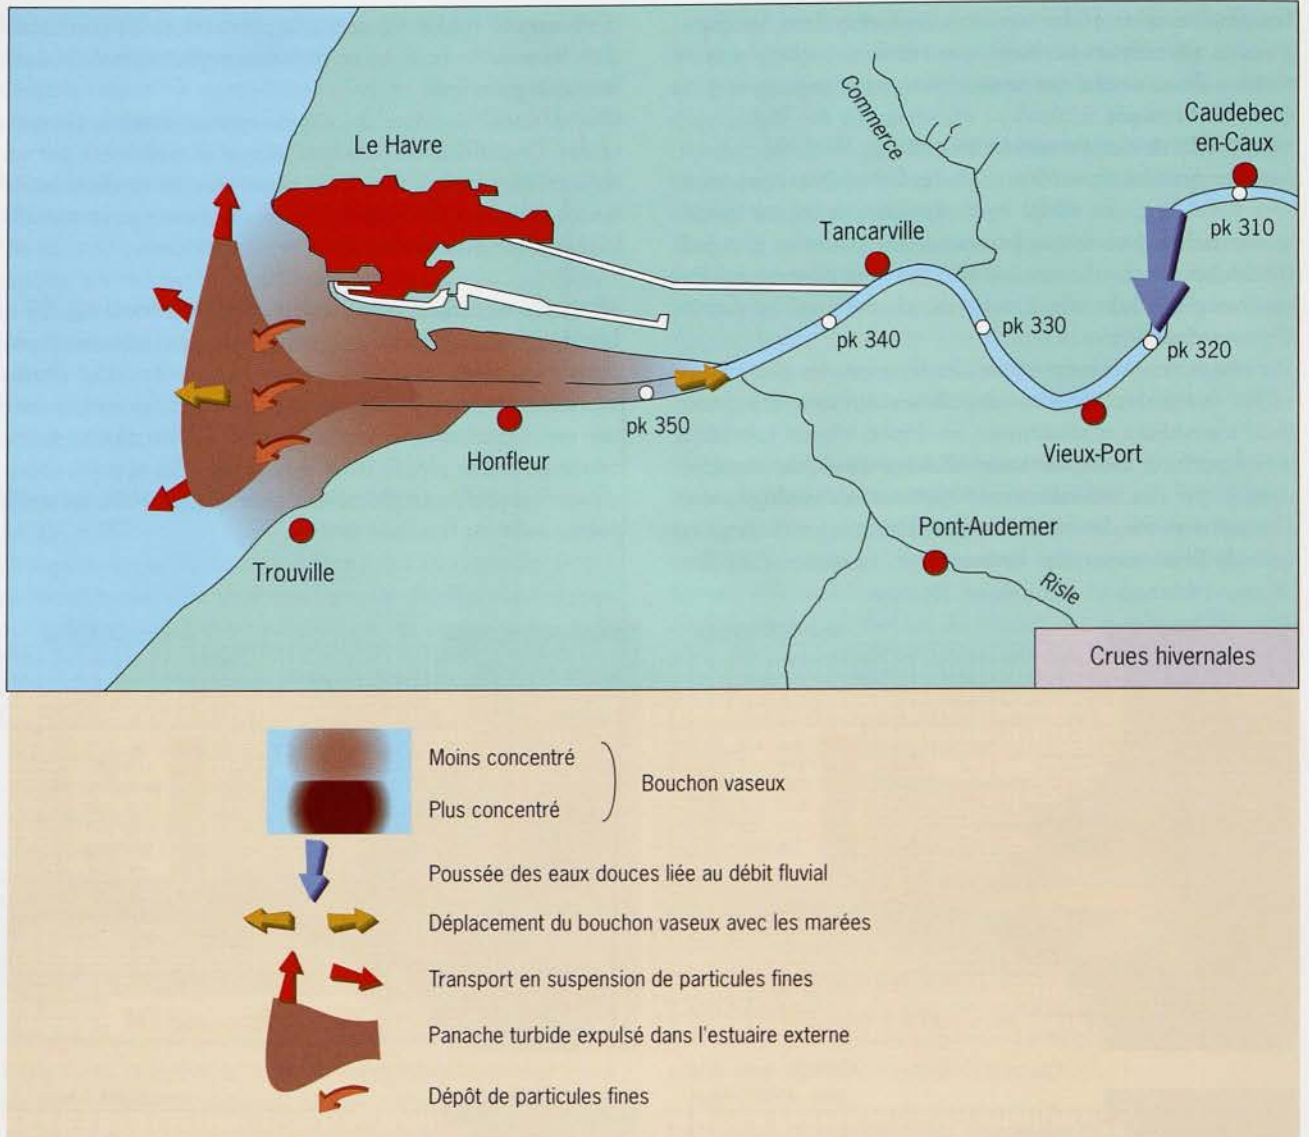 Le Havre
Commerce
Caudebec
en-Caux
pk 310
Tancarville
pk 340
pk 330
pk 320
pk 350
Honfleur
Vieux-Port
Pont-Audemer
Trouville
Risle
Crues hivernales
Moins concentré
Bouchon vaseux
Plus concentré
Poussée des eaux douces liée au débit fluvial
Déplacement du bouchon vaseux avec les marées
Transport en suspension de particules fines
Panache turbide expulsé dans l'estuaire externe
Dépôt de particules fines